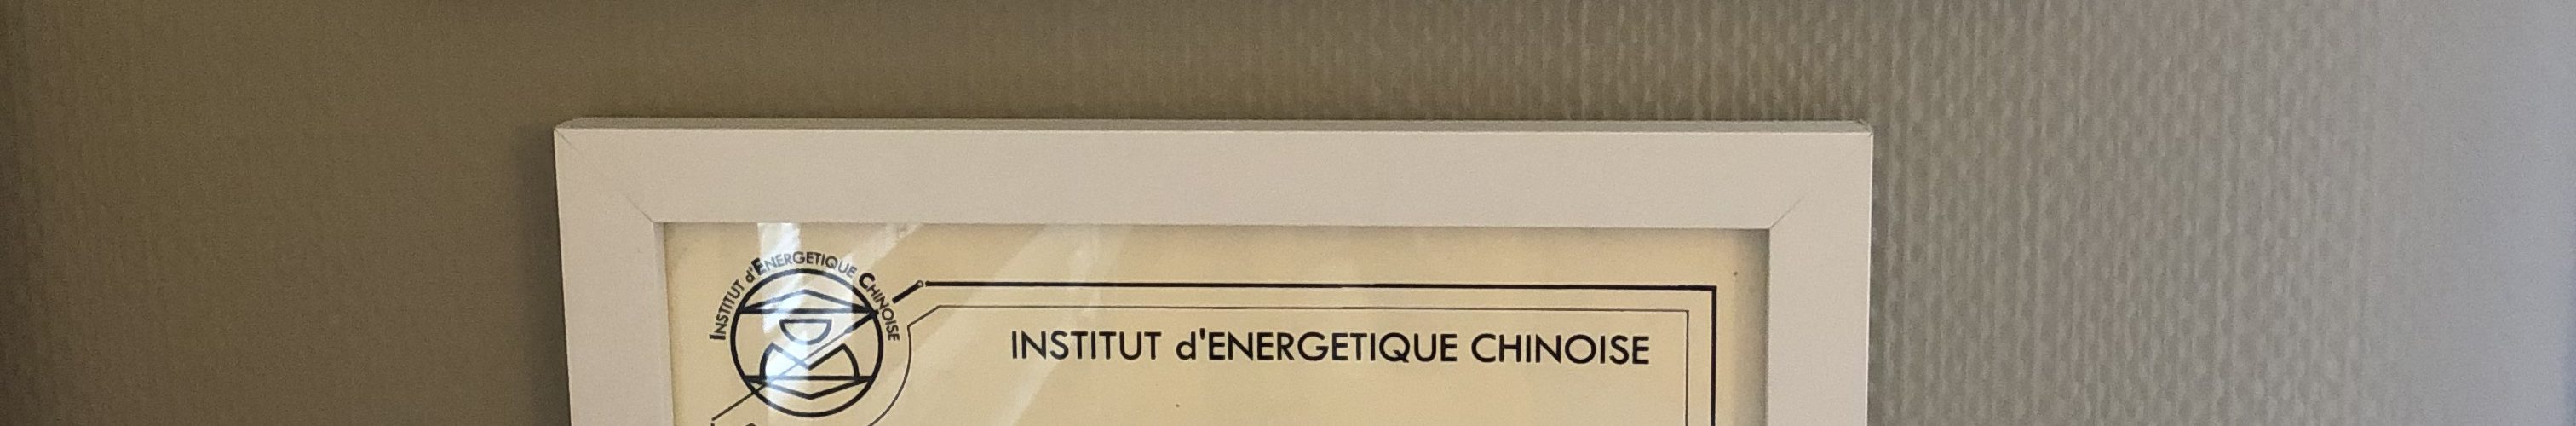 INSTITUT d'ENERGETIQUE CHINOISE
INSTITUT d'ENERGETIQUE CHINOISE